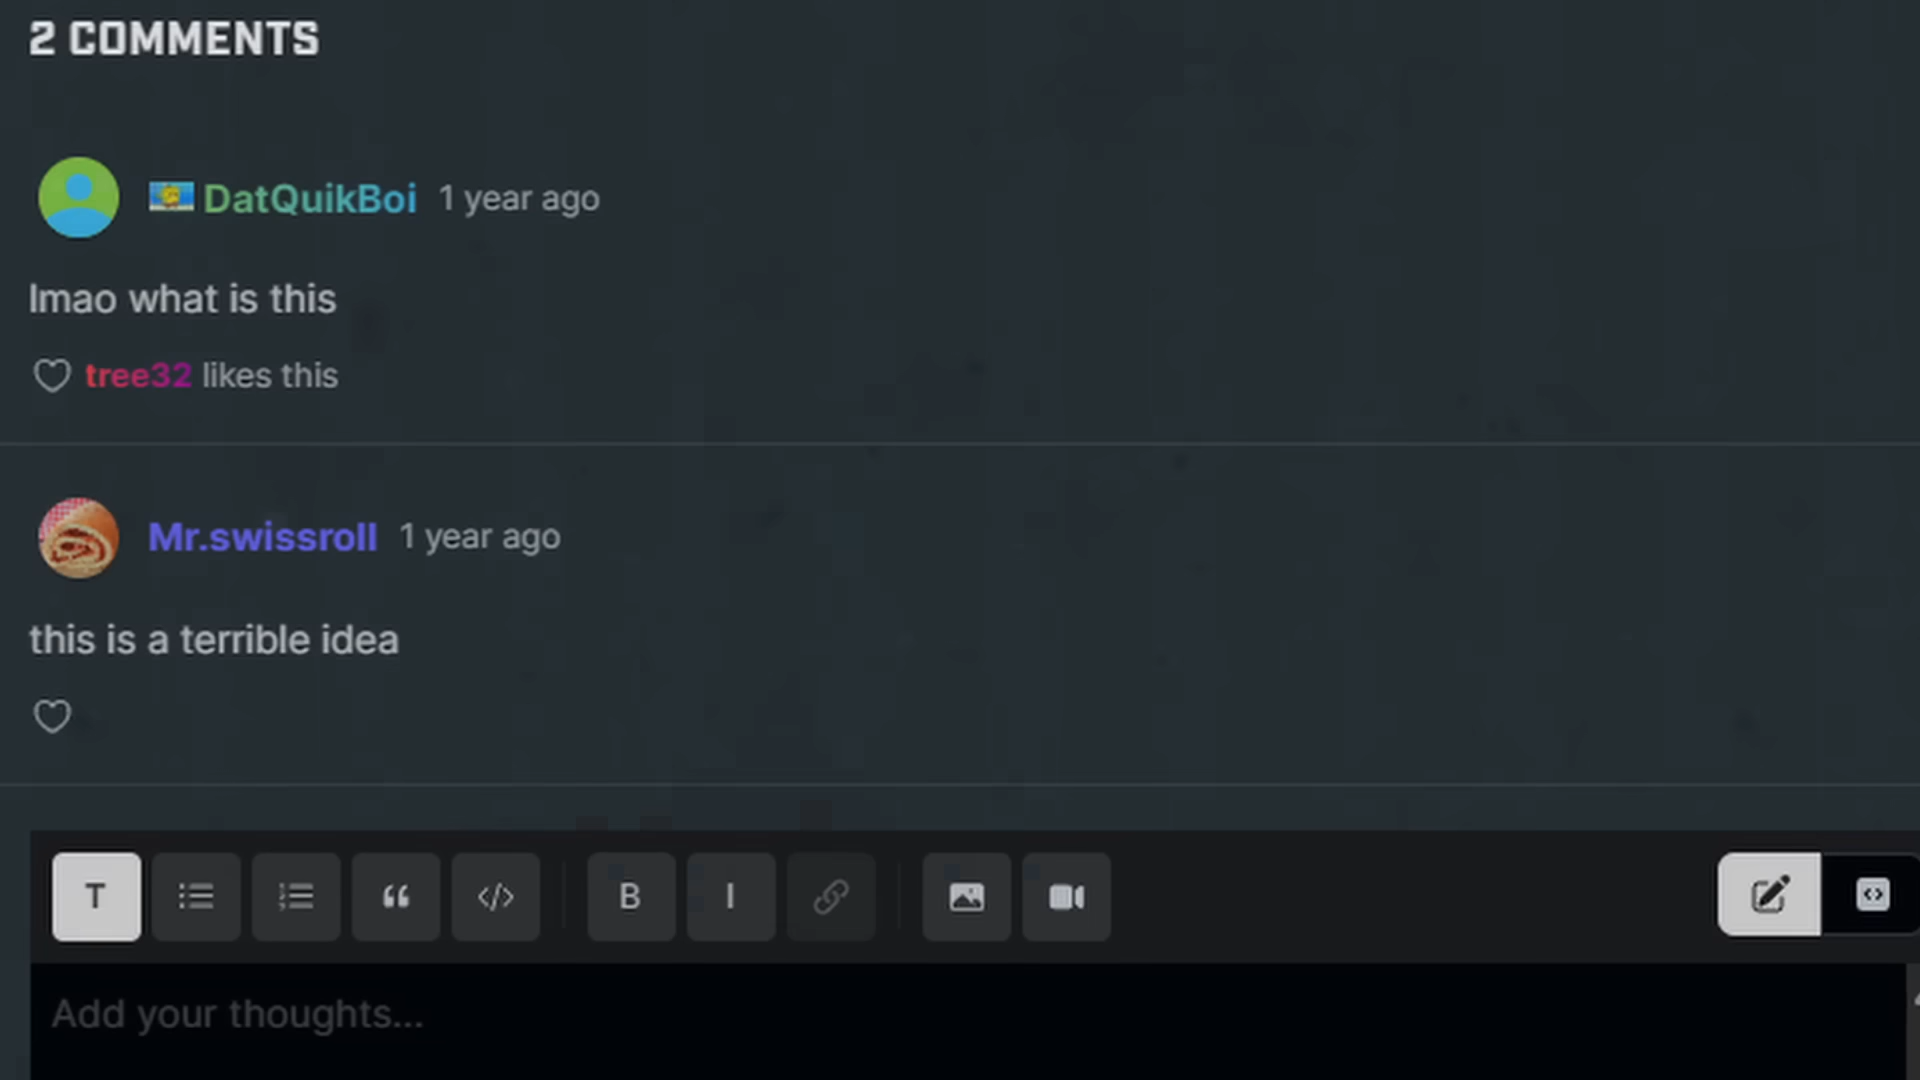 2 COMMENTS
DatQuikBoi 1 year ago
lmao what is this
tree32 likes this
Mr.swissroll 1 year ago
this is a terrible idea
T B I
Add your thoughts...